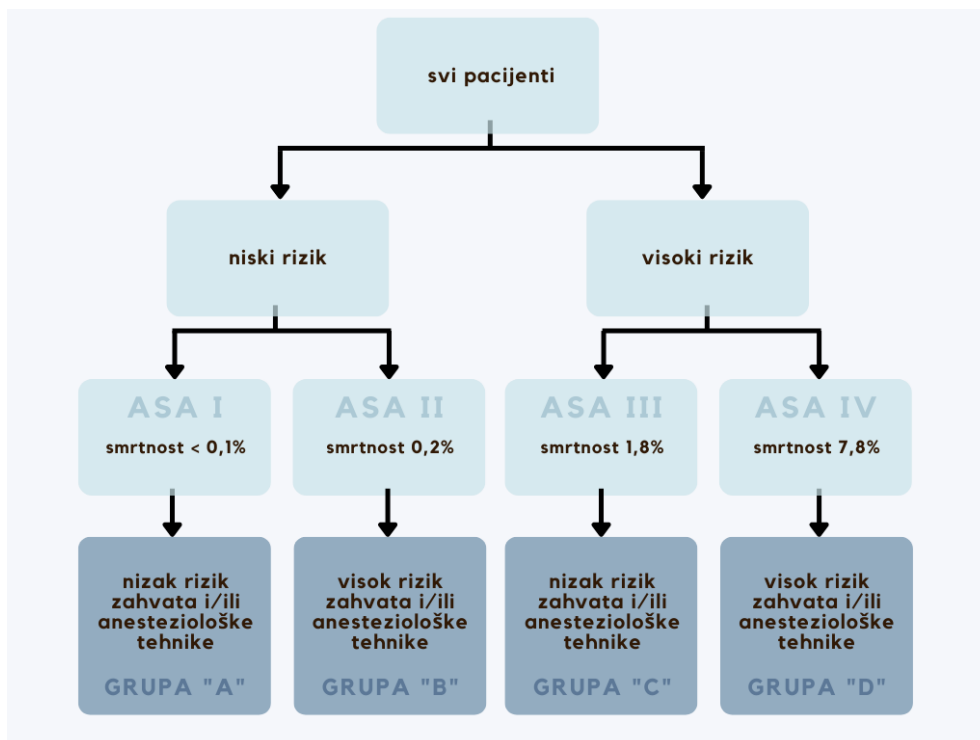 svi pacijenti
niski rizik
visoki rizik
ASA I
smrtnost < 0,1%
ASA II
smrtnost 0,2%
ASA III
smrtnost 1,8%
ASA IV
smrtnost 7,8%
nizak rizik
zahvata i/ili
anesteziološke
tehnike
GRUPA "A"
visok rizik
zahvata i/ili
anesteziološke
tehnike
GRUPA "B"
nizak rizik
zahvata i/ili
anesteziološke
tehnike
GRUPA "C"
visok rizik
zahvata i/ili
anesteziološke
tehnike
GRUPA "D"